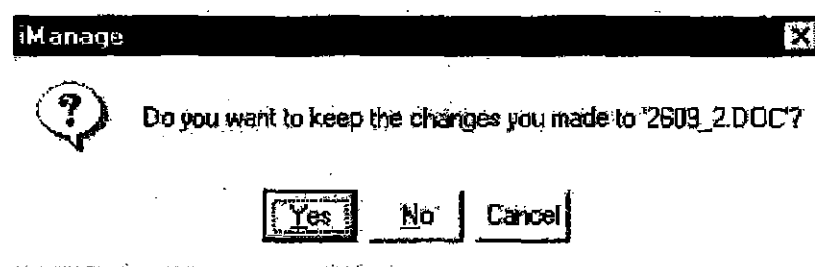 iManage
Do you want to keep the changes you made to '2609_2.DOC'?
Yes No Cancel